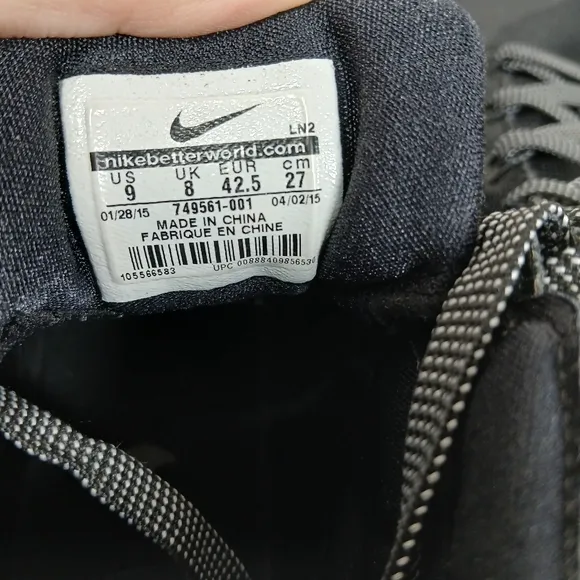 LN2
nikebetterworld.com
US UK EUR cm
9 8 42.5 27
01/28/15 749561-001 04/02/15
MADE IN CHINA
FABRIQUE EN CHINE
105566583 UPC 00888409856530